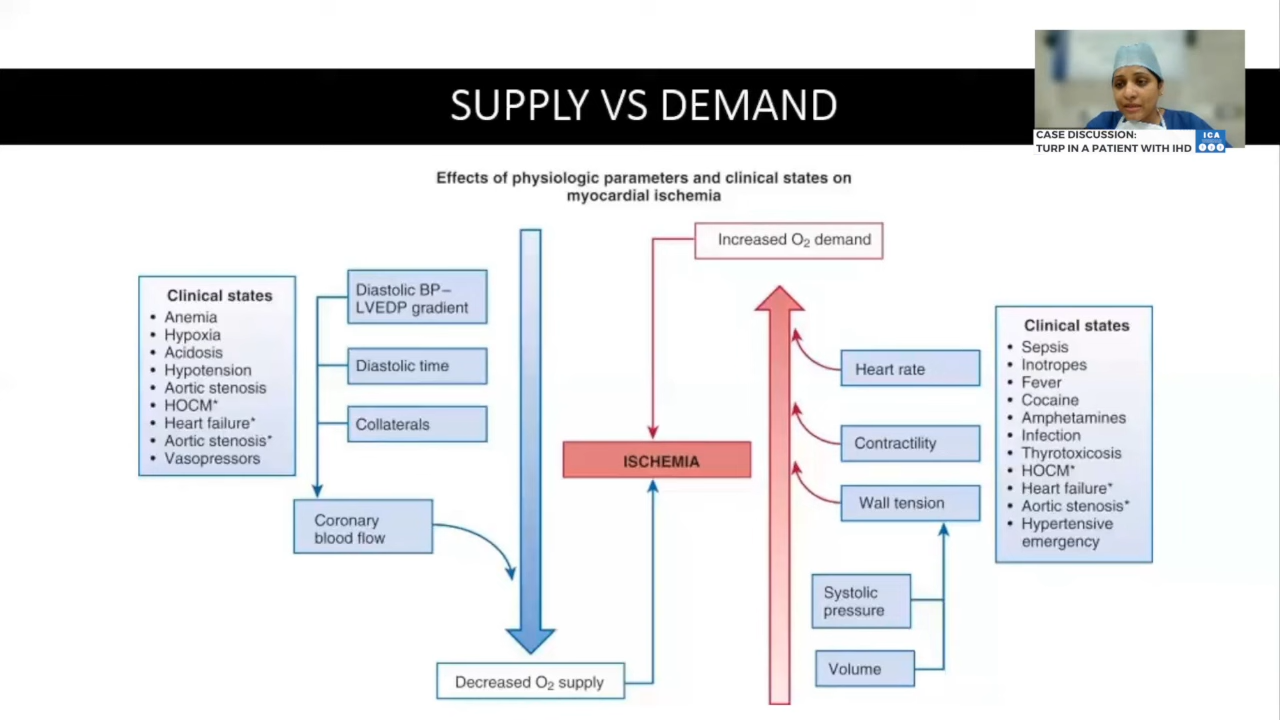 SUPPLY VS DEMAND
CASE DISCUSSION:
TURP IN A PATIENT WITH IHD
ICA
Effects of physiologic parameters and clinical states on
myocardial ischemia
Clinical states
• Anemia
• Hypoxia
• Acidosis
• Hypotension
• Aortic stenosis
• HOCM*
• Heart failure*
• Aortic stenosis*
• Vasopressors
Diastolic BP–
LVEDP gradient
Diastolic time
Collaterals
Coronary
blood flow
Decreased O₂ supply
Increased O₂ demand
ISCHEMIA
Heart rate
Contractility
Wall tension
Systolic
pressure
Volume
Clinical states
• Sepsis
• Inotropes
• Fever
• Cocaine
• Amphetamines
• Infection
• Thyrotoxicosis
• HOCM*
• Heart failure*
• Aortic stenosis*
• Hypertensive
emergency